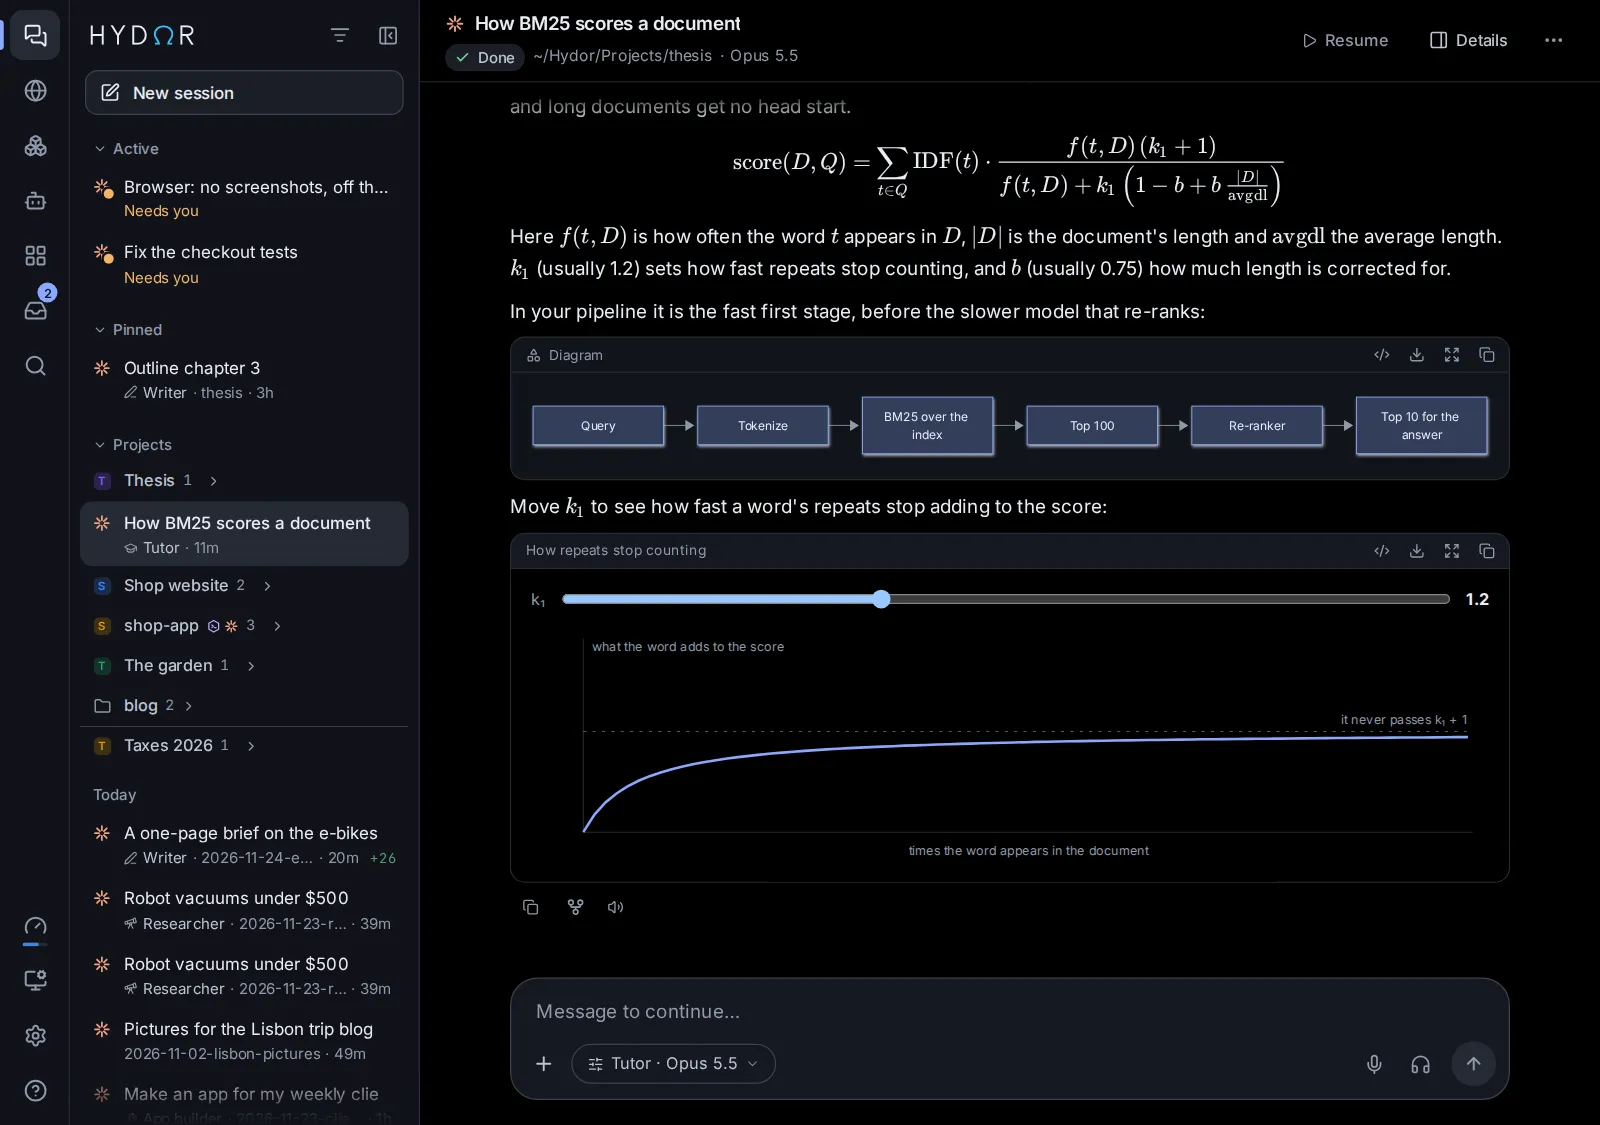 HYDΩR
New session
Active
Browser: no screenshots, off th...
Needs you
Fix the checkout tests
Needs you
2
Pinned
Outline chapter 3
Writer · thesis · 3h
Projects
T Thesis 1
How BM25 scores a document
Tutor · 11m
S Shop website 2
S shop-app 3
T The garden 1
blog 2
T Taxes 2026 1
Today
A one-page brief on the e-bikes
Writer · 2026-11-24-e... · 20m +26
Robot vacuums under $500
Researcher · 2026-11-23-r... · 39m
Robot vacuums under $500
Researcher · 2026-11-23-r... · 39m
Pictures for the Lisbon trip blog
2026-11-02-lisbon-pictures · 49m
Make an app for my weekly clie
App builder · 2026-11-23-clie... · 1h
How BM25 scores a document
Done ~/Hydor/Projects/thesis · Opus 5.5
Resume
Details
and long documents get no head start.
score(D, Q) = ∑_{t∈Q} IDF(t) · f(t, D) (k₁ + 1) / (f(t, D) + k₁ (1 − b + b |D|/avgdl))
Here f(t, D) is how often the word t appears in D, |D| is the document's length and avgdl the average length.
k₁ (usually 1.2) sets how fast repeats stop counting, and b (usually 0.75) how much length is corrected for.
In your pipeline it is the fast first stage, before the slower model that re-ranks:
Diagram
Query
Tokenize
BM25 over the
index
Top 100
Re-ranker
Top 10 for the
answer
Move k₁ to see how fast a word's repeats stop adding to the score:
How repeats stop counting
k₁
1.2
what the word adds to the score
it never passes k₁ + 1
times the word appears in the document
Message to continue...
Tutor · Opus 5.5